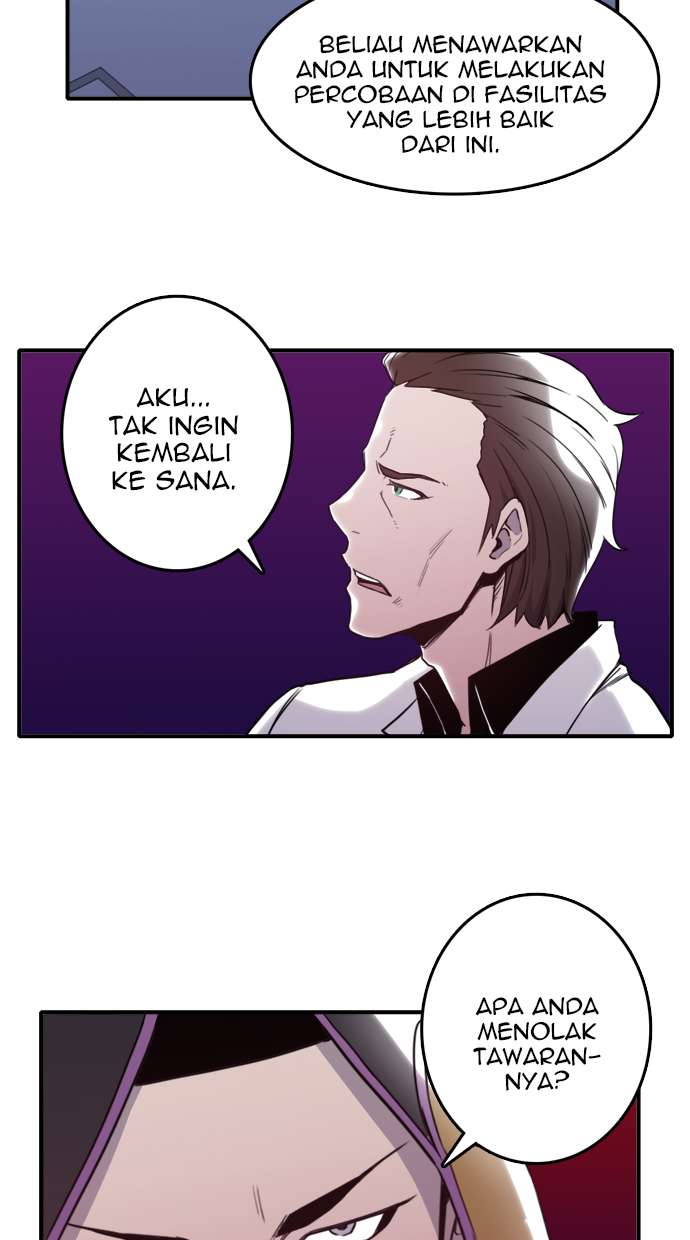 BELIAU MENAWARKAN
ANDA UNTUK MELAKUKAN
PERCOBAAN DI FASILITAS
YANG LEBIH BAIK
DARI INI.
AKU...
TAK INGIN
KEMBALI
KE SANA.
APA ANDA
MENOLAK
TAWARAN-
NYA?